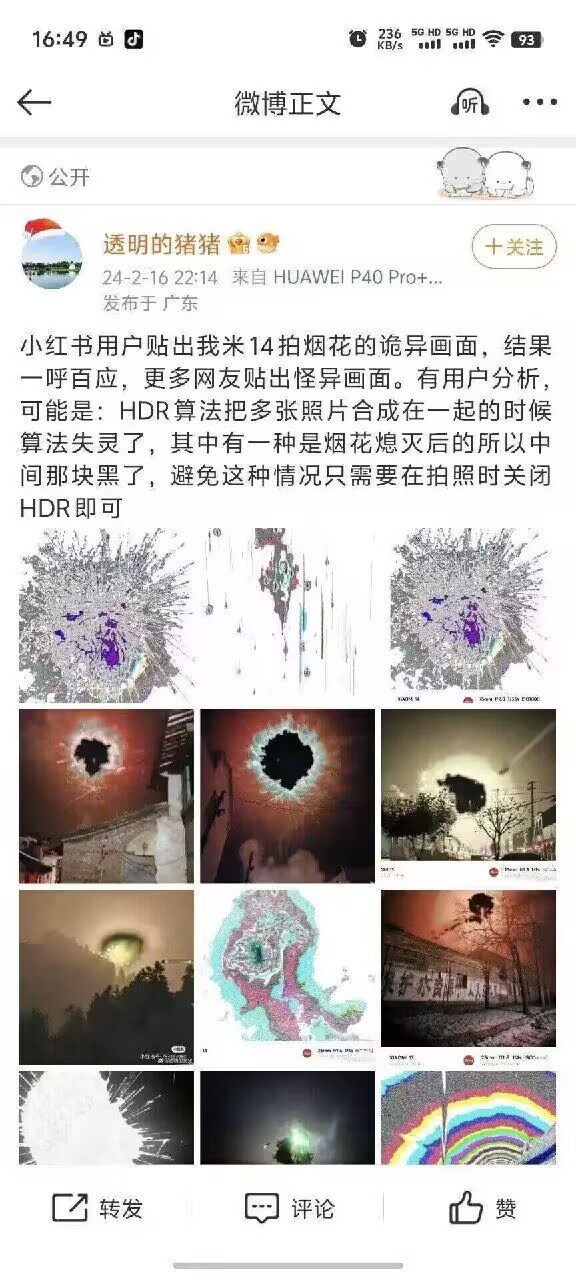 16:49
236
KB/s
5G HD 5G HD
93
微博正文
听
公开
透明的猪猪
+关注
24-2-16 22:14 来自 HUAWEI P40 Pro+...
发布于 广东
小红书用户贴出我米14拍烟花的诡异画面，结果
一呼百应，更多网友贴出怪异画面。有用户分析，
可能是：HDR算法把多张照片合成在一起的时候
算法失灵了，其中有一种是烟花熄灭后的所以中
间那块黑了，避免这种情况只需要在拍照时关闭
HDR即可
XIAOMI 14
XIAOMI 13
转发
评论
赞